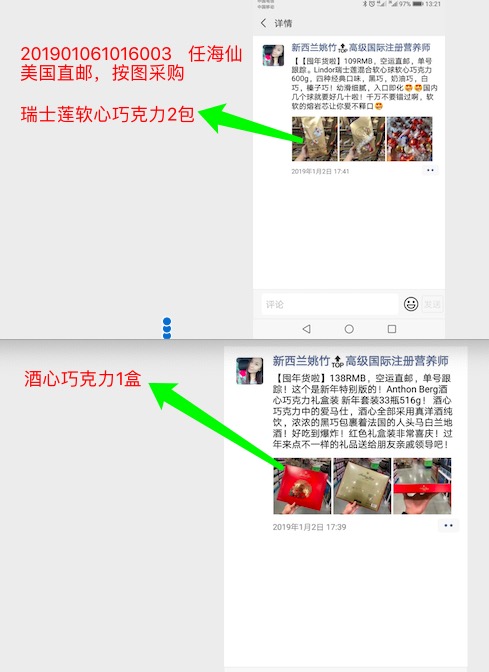 中国电信
中国移动
97% 13:21
详情
201901061016003 任海仙
美国直邮，按图采购
瑞士莲软心巧克力2包
新西兰姚竹🔝高级国际注册营养师
【【囤年货啦】109RMB，空运直邮，单号
跟踪。Lindor瑞士莲混合软心球软心巧克力
600g，四种经典口味，黑巧，奶油巧，白
巧，榛子巧！幼滑细腻，入口即化🤩🤩国内
几个球就要好几十啦！千万不要错过啊，软
软的熔岩芯让你爱不释口🤩
2019年1月2日 17:41
评论
发送
酒心巧克力1盒
新西兰姚竹🔝高级国际注册营养师
【囤年货啦】138RMB，空运直邮，单号跟
踪！这个是新年特别版的！Anthon Berg酒
心巧克力礼盒装 新年套装33瓶516g！ 酒心
巧克力中的爱马仕，酒心全部采用真洋酒纯
饮，浓浓的黑巧包裹着法国的人头马白兰地
酒！好吃到爆炸！红色礼盒装非常喜庆！过
年来点不一样的礼品送给朋友亲戚领导吧！
2019年1月2日 17:39